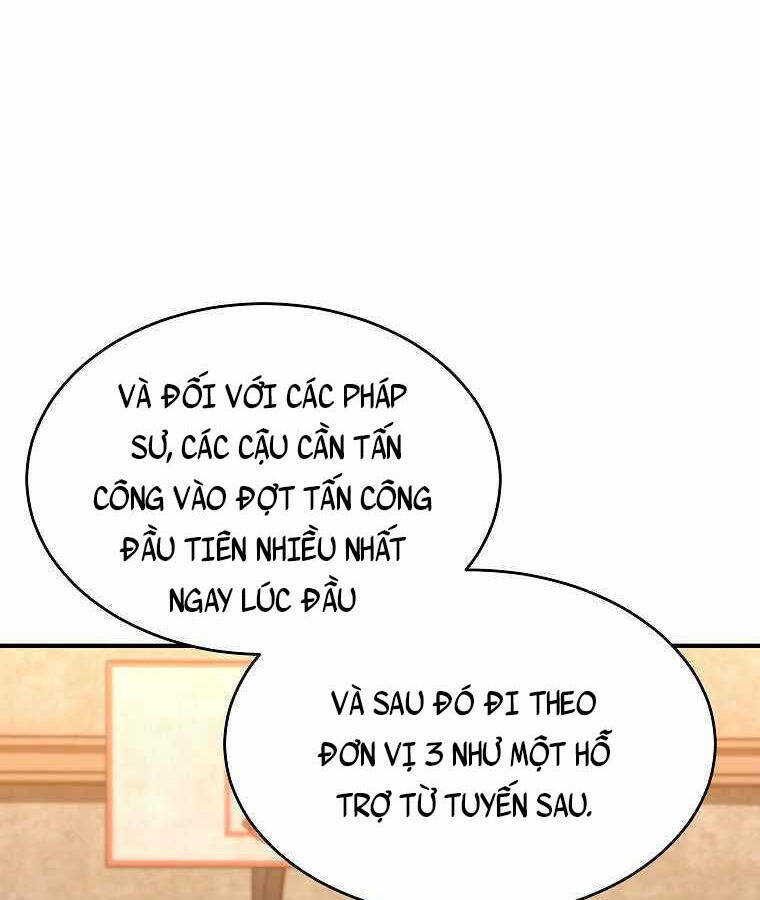 VÀ ĐỐI VỚI CÁC PHÁP
SƯ, CÁC CẬU CẦN TẤN
CÔNG VÀO ĐỢT TẤN CÔNG
ĐẦU TIÊN NHIỀU NHẤT
NGAY LÚC ĐẦU
VÀ SAU ĐÓ ĐI THEO
ĐƠN VỊ 3 NHƯ MỘT HỖ
TRỢ TỪ TUYẾN SAU.